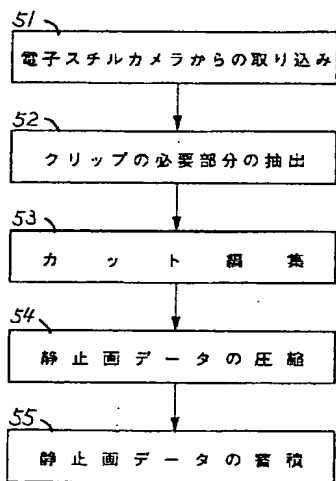 51
電子スチルカメラからの取り込み
52
クリップの必要部分の抽出
53
カット編集
54
静止画データの圧縮
55
静止画データの蓄積